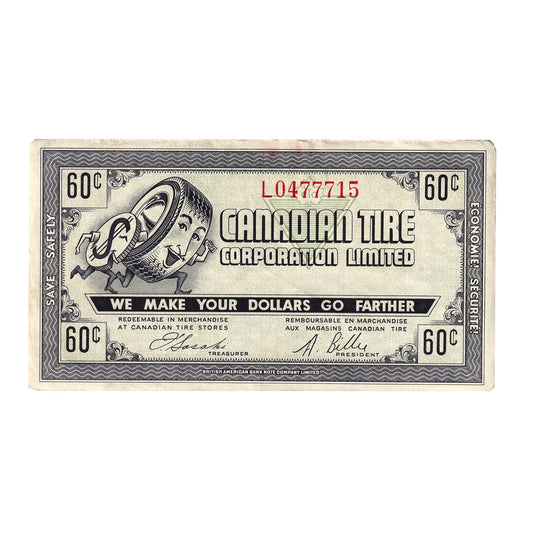 L0477715
60¢ 60¢
SAVE SAFELY
$
CANADIAN TIRE
CORPORATION LIMITED
WE MAKE YOUR DOLLARS GO FARTHER
REDEEMABLE IN MERCHANDISE
AT CANADIAN TIRE STORES
REMBOURSABLE EN MARCHANDISE
AUX MAGASINS CANADIAN TIRE
TREASURER
A. Billes
PRESIDENT
60¢ 60¢
ÉCONOMIE SÉCURITÉ
BRITISH AMERICAN BANK NOTE COMPANY LIMITED